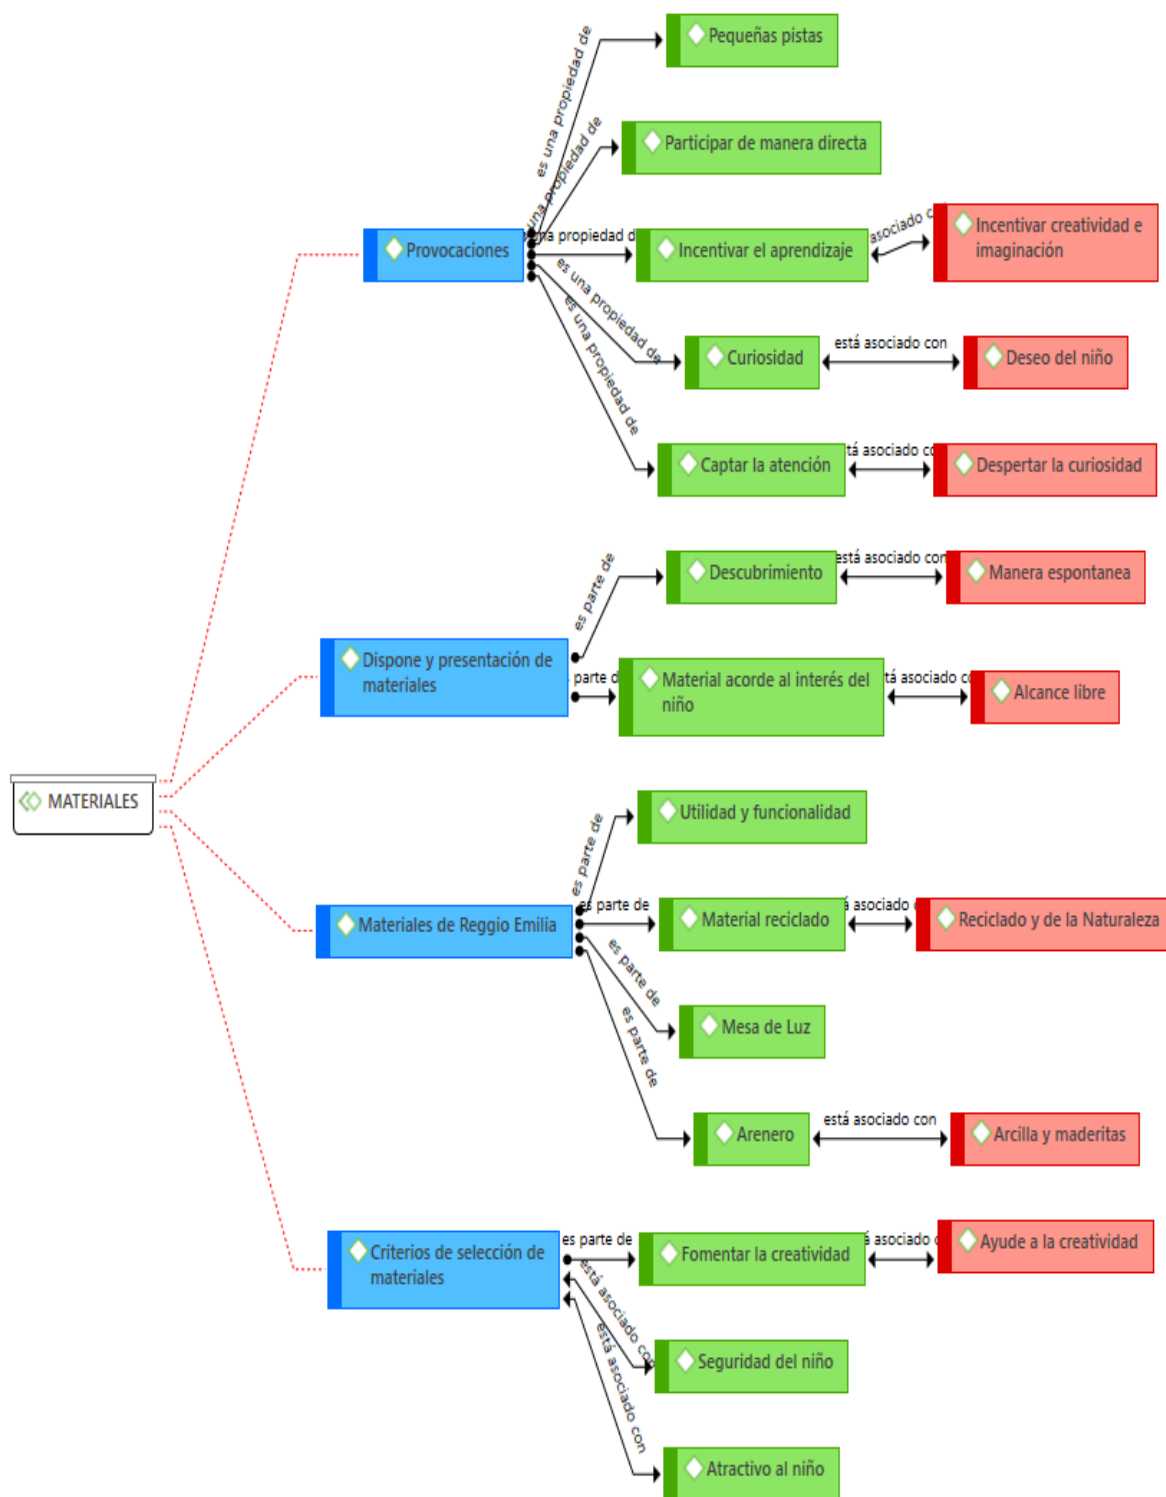 es una propiedad de
Pequeñas pistas
una propiedad de
Participar de manera directa
Provocaciones
una propiedad d
Incentivar el aprendizaje
asociado c
Incentivar creatividad e
imaginación
es una propiedad de
Curiosidad
está asociado con
Deseo del niño
es una propiedad de
Captar la atención
tá asociado co
Despertar la curiosidad
es parte de
Descubrimiento
está asociado con
Manera espontanea
Dispone y presentación de
materiales
parte d
Material acorde al interés del
niño
tá asociado co
Alcance libre
MATERIALES
es parte de
Utilidad y funcionalidad
Materiales de Reggio Emilia
es parte de
Material reciclado
á asociado
Reciclado y de la Naturaleza
es parte de
Mesa de Luz
es parte de
Arenero
está asociado con
Arcilla y maderitas
Criterios de selección de
materiales
es parte de
Fomentar la creatividad
á asociado
Ayude a la creatividad
está asociado con
Seguridad del niño
está asociado con
Atractivo al niño